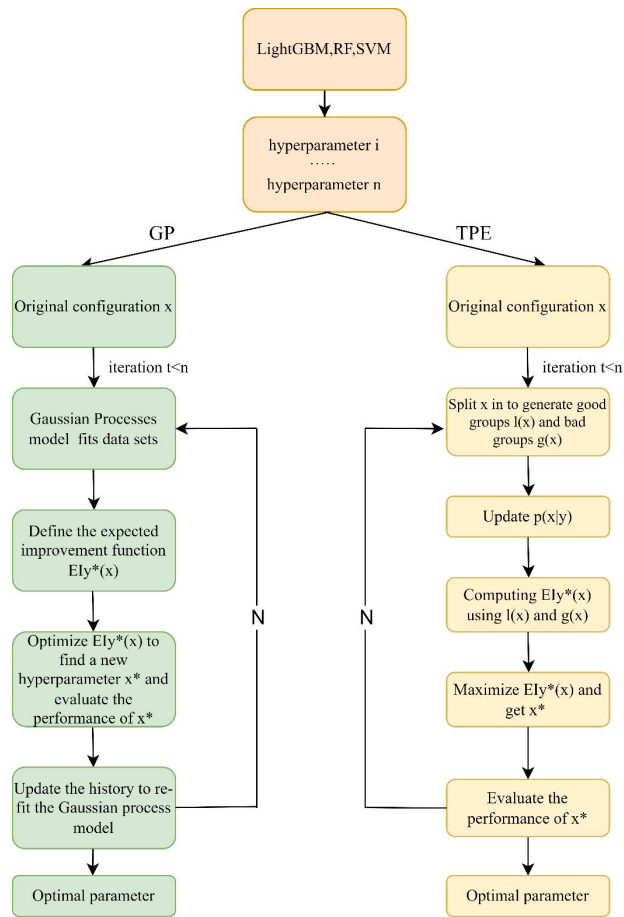 LightGBM,RF,SVM
hyperparameter i
.....
hyperparameter n
GP
TPE
Original configuration x
iteration t<n
Gaussian Processes
model fits data sets
Define the expected
improvement function
EIy*(x)
Optimize EIy*(x) to
find a new
hyperparameter x* and
evaluate the
performance of x*
Update the history to re-
fit the Gaussian process
model
N
Optimal parameter
Original configuration x
iteration t<n
Split x in to generate good
groups l(x) and bad
groups g(x)
Update p(x|y)
Computing EIy*(x)
using l(x) and g(x)
Maximize EIy*(x) and
get x*
Evaluate the
performance of x*
N
Optimal parameter